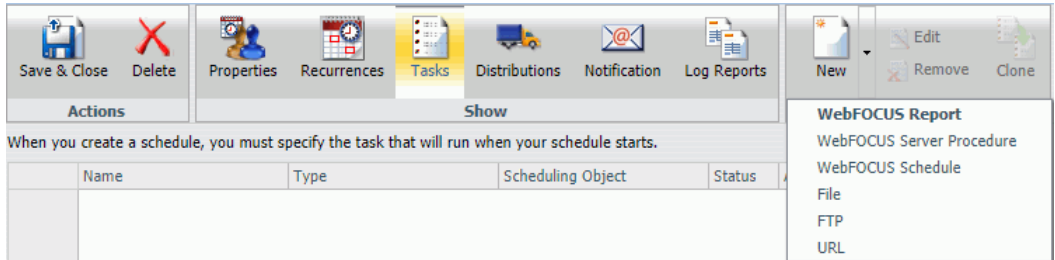 Save & Close Delete Properties Recurrences Tasks Distributions Notification Log Reports New Edit Remove Clone
Actions Show
WebFOCUS Report
When you create a schedule, you must specify the task that will run when your schedule starts.
WebFOCUS Server Procedure
Name Type Scheduling Object Status
WebFOCUS Schedule
File
FTP
URL